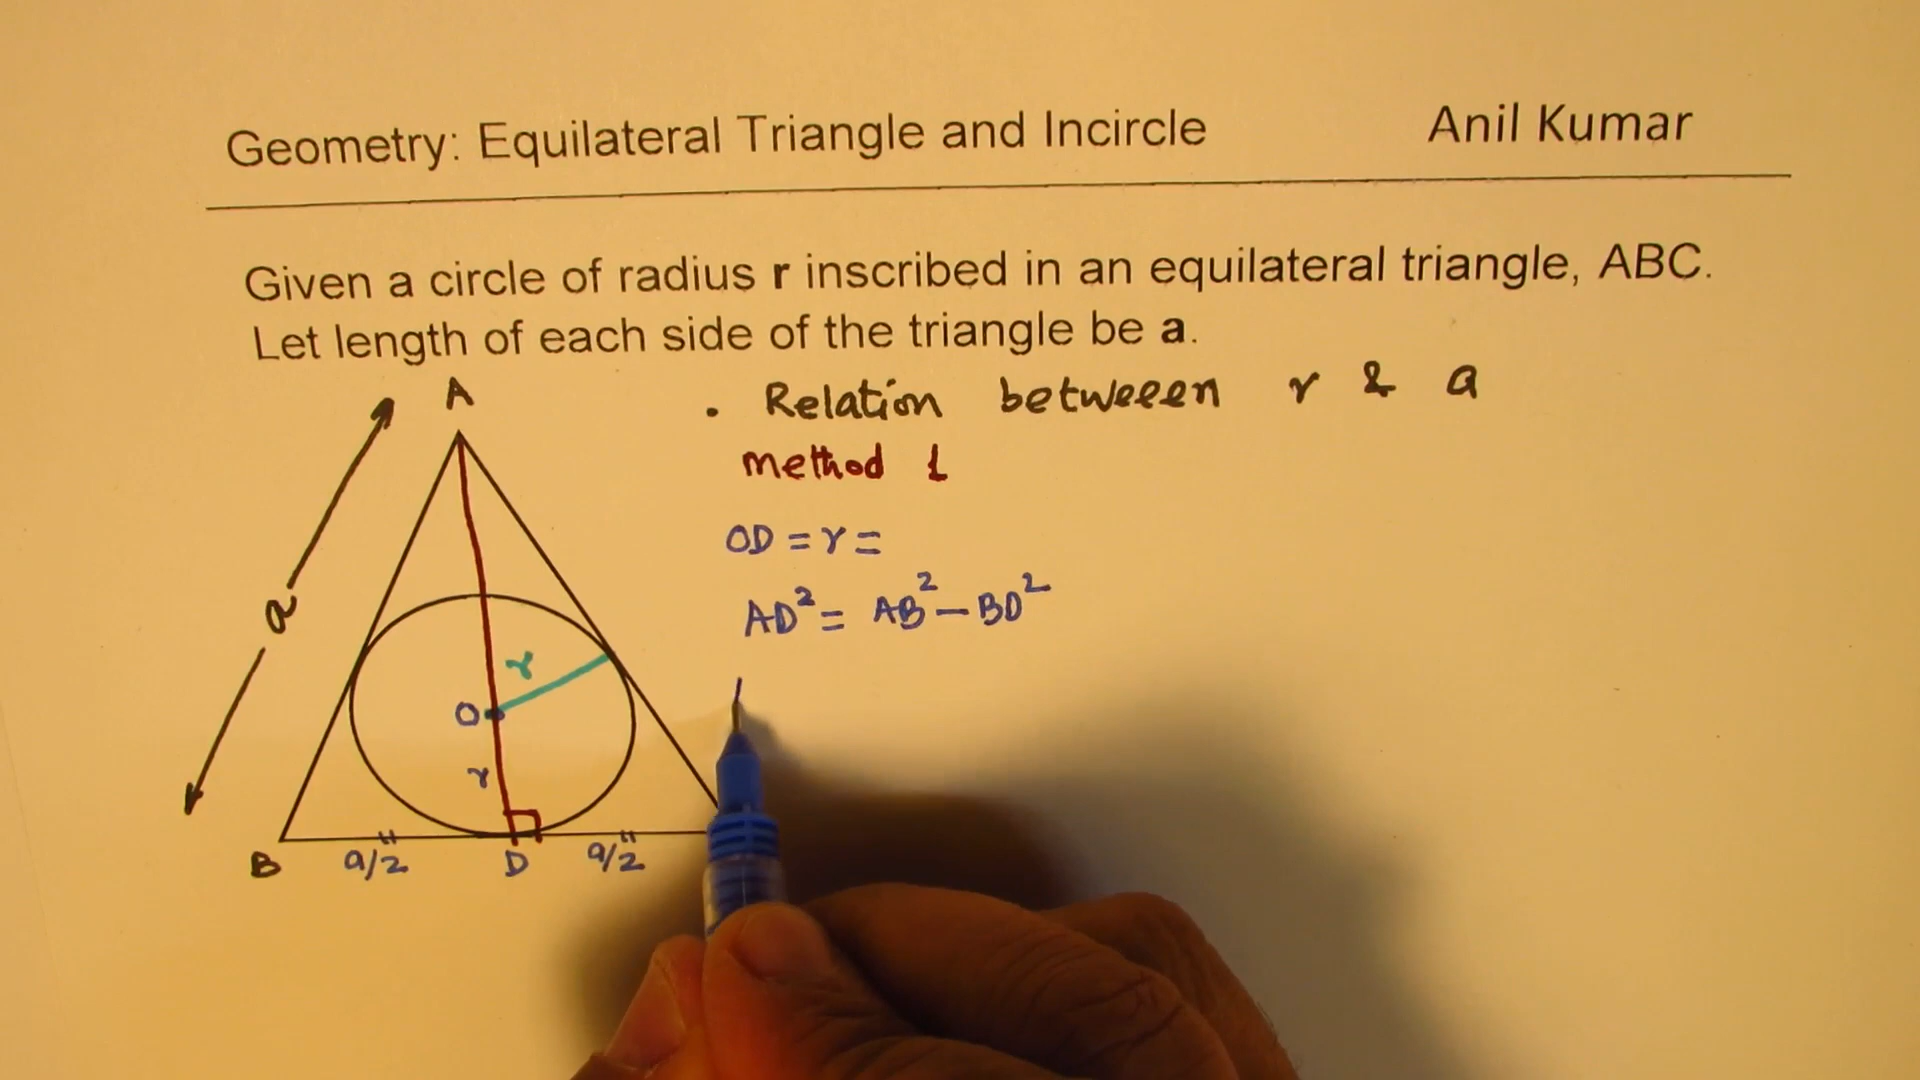 Geometry: Equilateral Triangle and Incircle Anil Kumar
Given a circle of radius r inscribed in an equilateral triangle, ABC.
Let length of each side of the triangle be a.
A
. Relation betweeen r & a
method 1
OD = r =
AD² = AB² - BD²
a
r
O
r
B a/2 D a/2